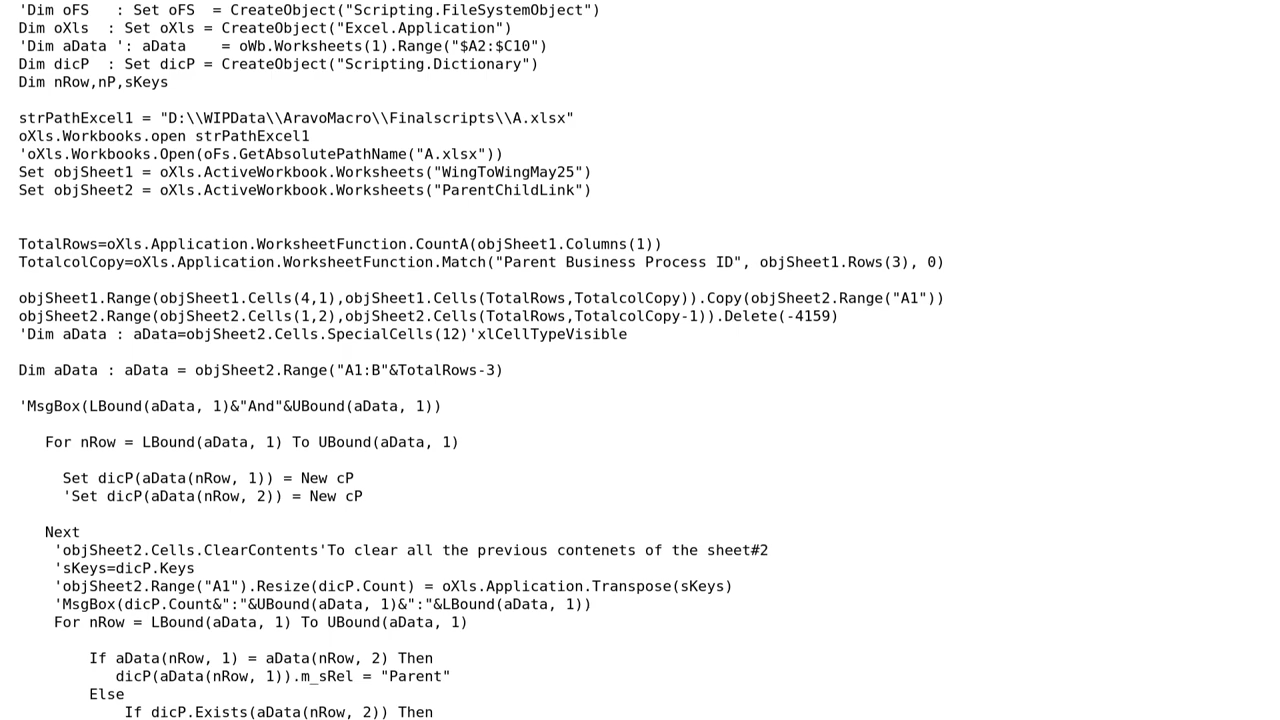 'Dim oFS   : Set oFS  = CreateObject("Scripting.FileSystemObject")
Dim oXls  : Set oXls = CreateObject("Excel.Application")
'Dim aData ': aData    = oWb.Worksheets(1).Range("$A2:$C10")
Dim dicP  : Set dicP = CreateObject("Scripting.Dictionary")
Dim nRow,nP,sKeys

strPathExcel1 = "D:\\WIPData\\AravoMacro\\Finalscripts\\A.xlsx"
oXls.Workbooks.open strPathExcel1
'oXls.Workbooks.Open(oFs.GetAbsolutePathName("A.xlsx"))
Set objSheet1 = oXls.ActiveWorkbook.Worksheets("WingToWingMay25")
Set objSheet2 = oXls.ActiveWorkbook.Worksheets("ParentChildLink")


TotalRows=oXls.Application.WorksheetFunction.CountA(objSheet1.Columns(1))
TotalcolCopy=oXls.Application.WorksheetFunction.Match("Parent Business Process ID", objSheet1.Rows(3), 0)

objSheet1.Range(objSheet1.Cells(4,1),objSheet1.Cells(TotalRows,TotalcolCopy)).Copy(objSheet2.Range("A1"))
objSheet2.Range(objSheet2.Cells(1,2),objSheet2.Cells(TotalRows,TotalcolCopy-1)).Delete(-4159)
'Dim aData : aData=objSheet2.Cells.SpecialCells(12)'xlCellTypeVisible

Dim aData : aData = objSheet2.Range("A1:B"&TotalRows-3)

'MsgBox(LBound(aData, 1)&"And"&UBound(aData, 1))

   For nRow = LBound(aData, 1) To UBound(aData, 1)

     Set dicP(aData(nRow, 1)) = New cP
     'Set dicP(aData(nRow, 2)) = New cP

   Next
    'objSheet2.Cells.ClearContents'To clear all the previous contenets of the sheet#2
    'sKeys=dicP.Keys
    'objSheet2.Range("A1").Resize(dicP.Count) = oXls.Application.Transpose(sKeys)
    'MsgBox(dicP.Count&":"&UBound(aData, 1)&":"&LBound(aData, 1))
    For nRow = LBound(aData, 1) To UBound(aData, 1)

        If aData(nRow, 1) = aData(nRow, 2) Then
           dicP(aData(nRow, 1)).m_sRel = "Parent"
        Else
            If dicP.Exists(aData(nRow, 2)) Then